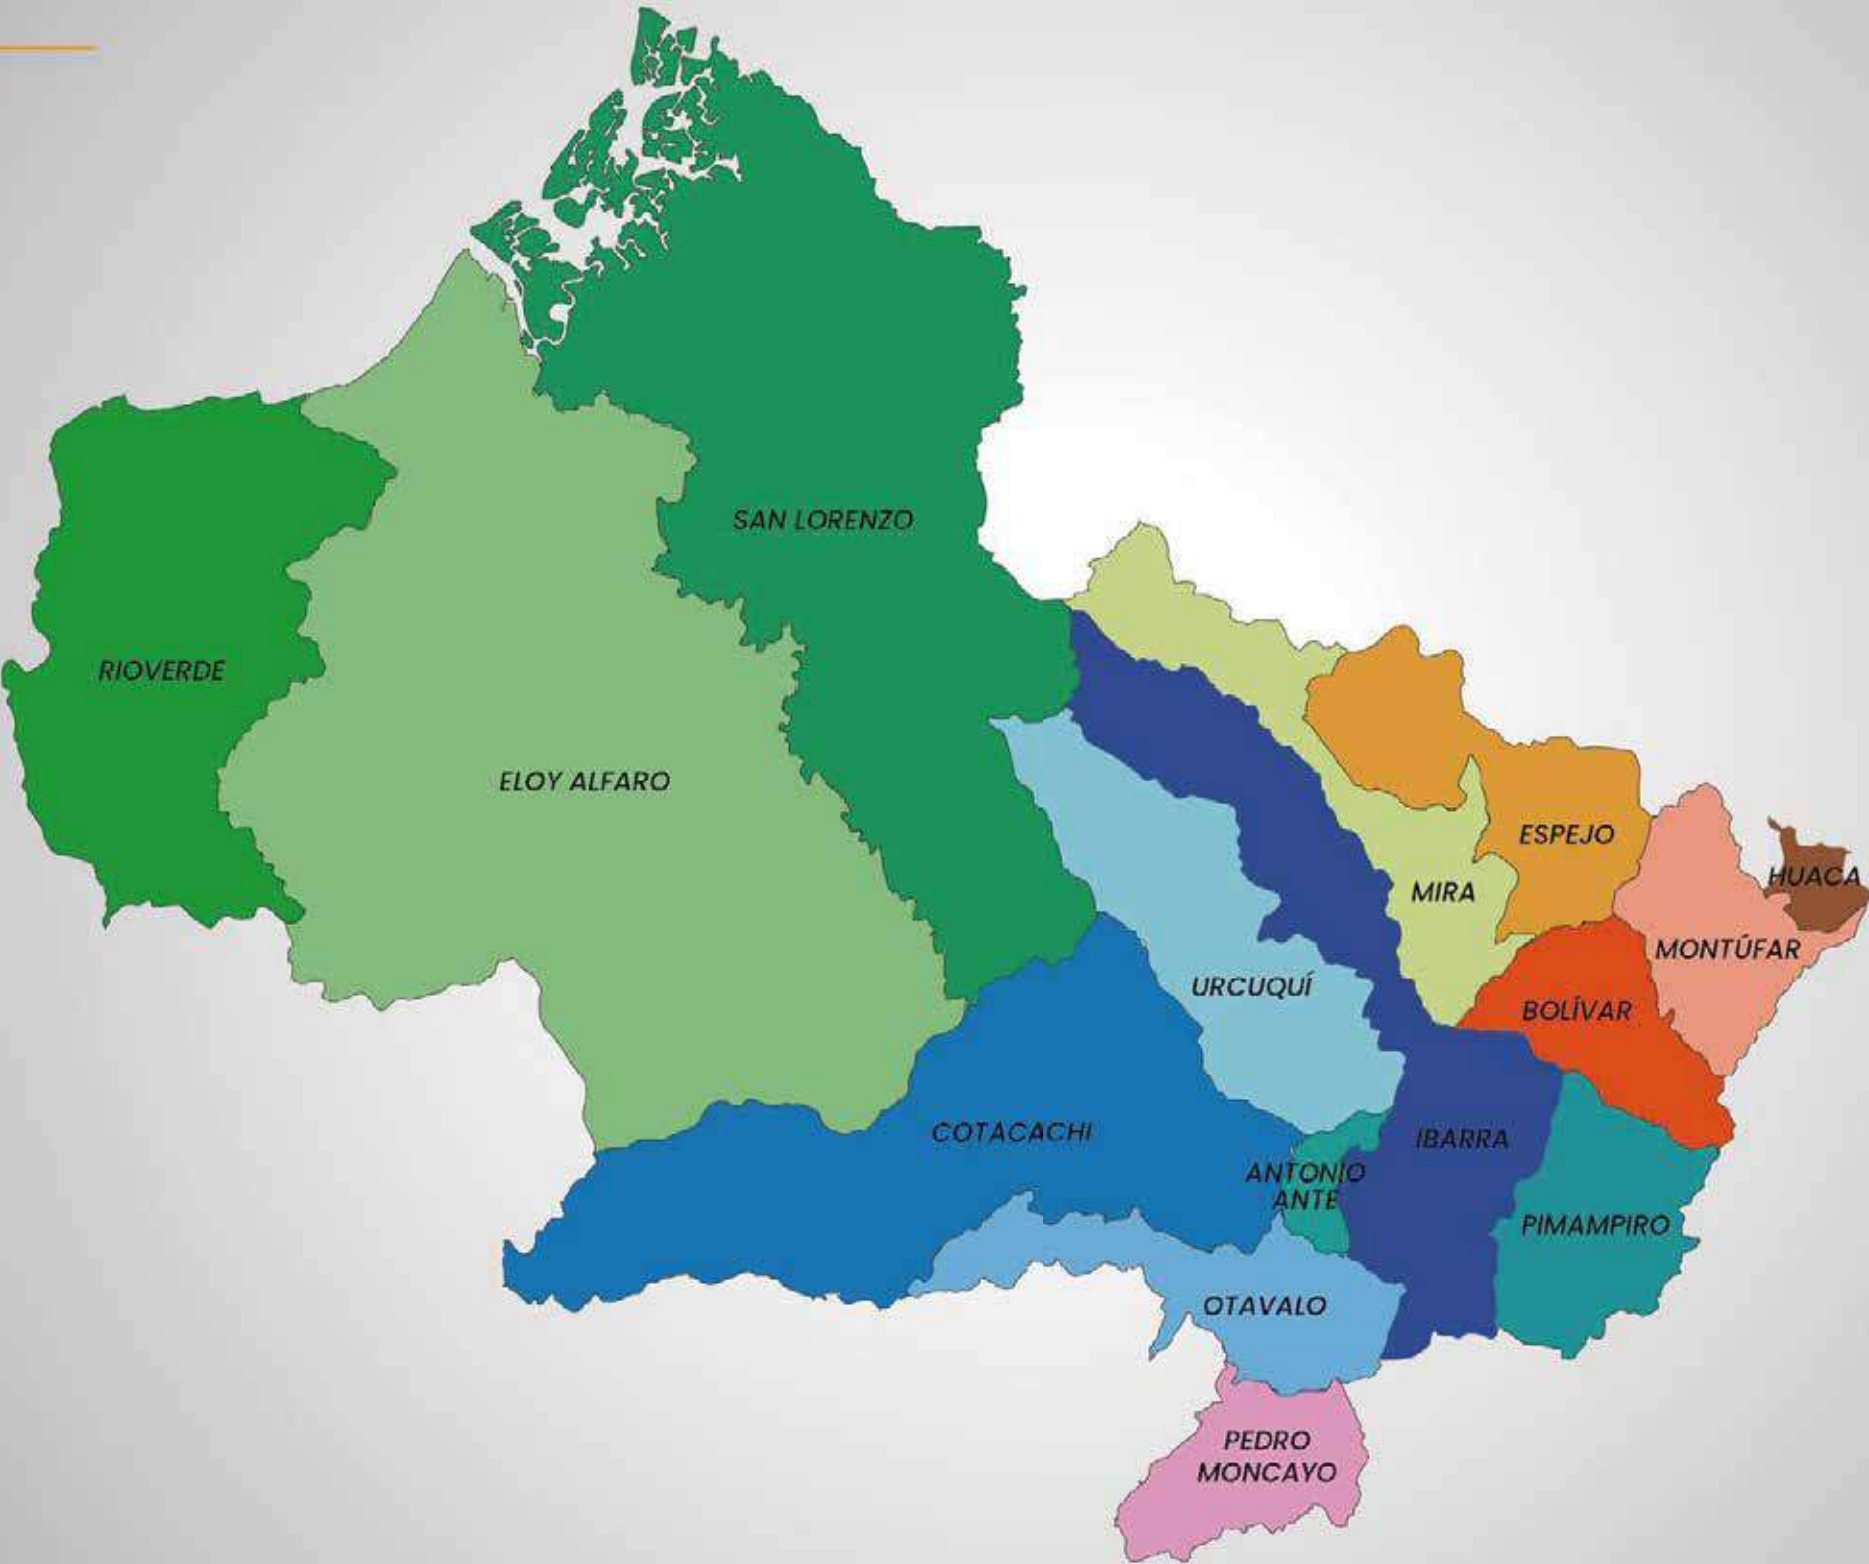 SAN LORENZO
RIOVERDE
ELOY ALFARO
ESPEJO
HUACA
MIRA
MONTÚFAR
URCUQUÍ
BOLÍVAR
COTACACHI
IBARRA
ANTONIO
ANTE
PIMAMPIRO
OTAVALO
PEDRO
MONCAYO